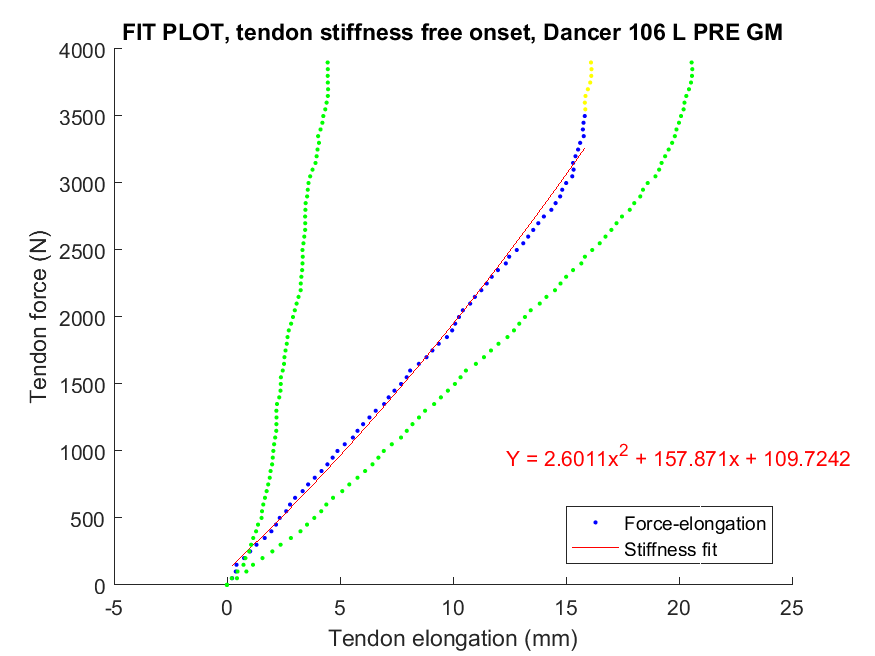 FIT PLOT, tendon stiffness free onset, Dancer 106 L PRE GM
4000
3500
3000
2500
2000
1500
1000
500
0
Tendon force (N)
Y = 2.6011x² + 157.871x + 109.7242
Force-elongation
Stiffness fit
-5 0 5 10 15 20 25
Tendon elongation (mm)